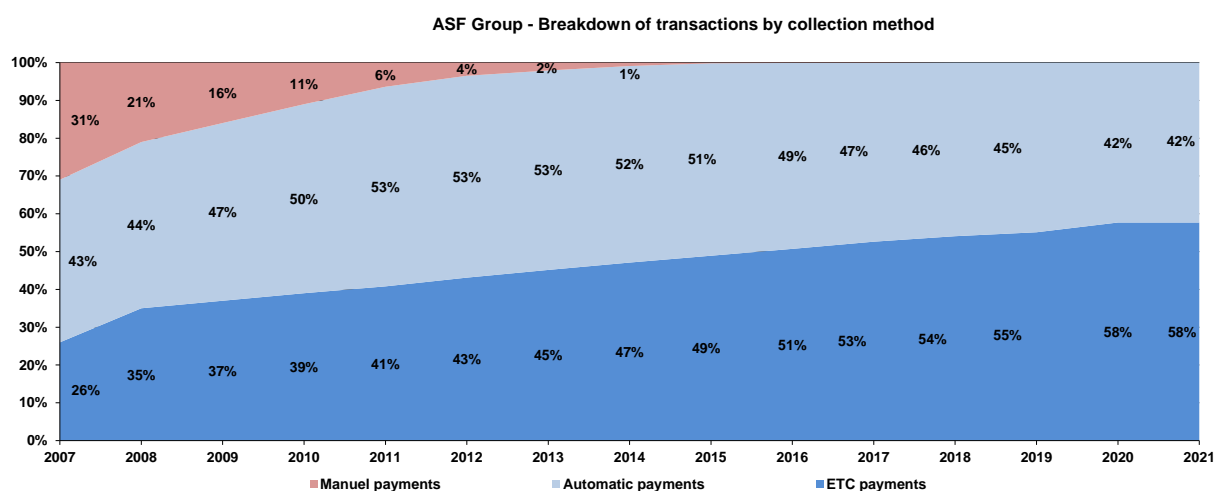 ASF Group - Breakdown of transactions by collection method
100%
90%
80%
70%
60%
50%
40%
30%
20%
10%
0%
31% 21% 16% 11% 6% 4% 2% 1%
43% 44% 47% 50% 53% 53% 53% 52% 51% 49% 47% 46% 45% 42% 42%
26% 35% 37% 39% 41% 43% 45% 47% 49% 51% 53% 54% 55% 58% 58%
2007 2008 2009 2010 2011 2012 2013 2014 2015 2016 2017 2018 2019 2020 2021
Manuel payments Automatic payments ETC payments